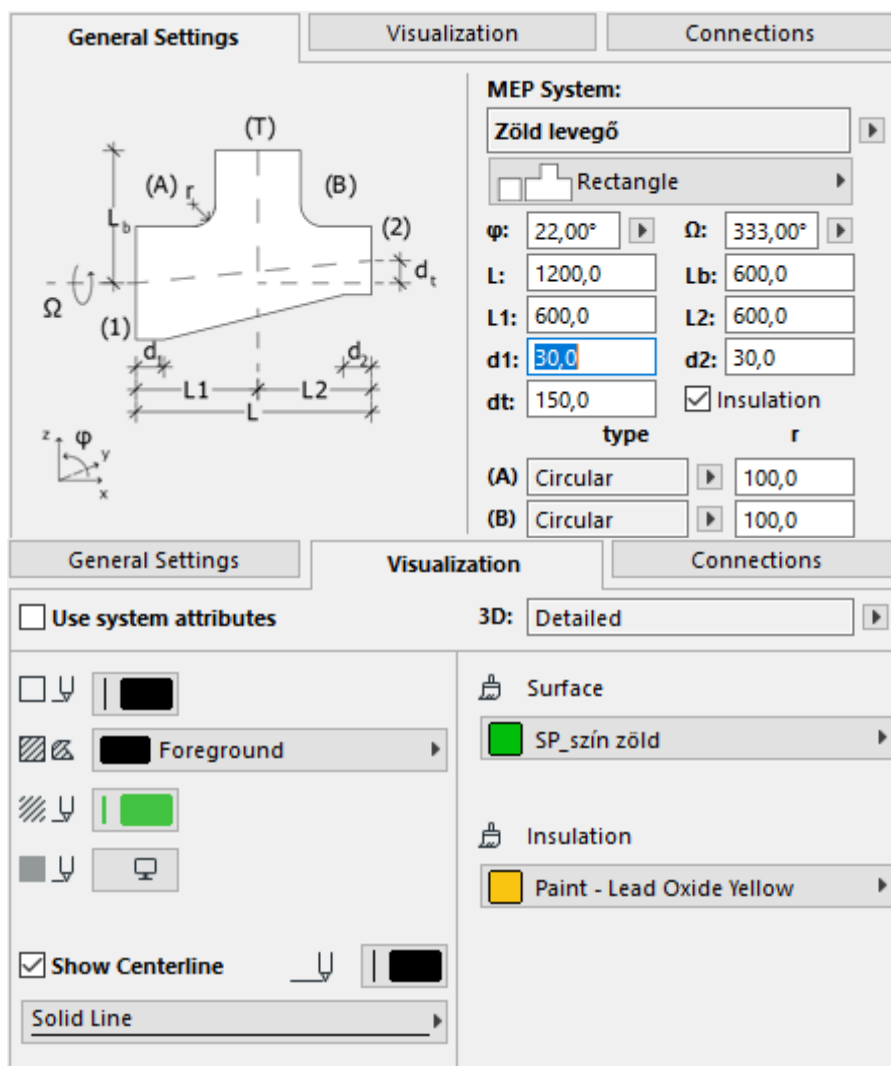 General Settings
Visualization
Connections
(T)
(A)
r
(B)
L b
(2)
d t
Ω
(1)
d1
d2
L1
L2
L
z
φ
y
x
MEP System:
Zöld levegő
Rectangle
φ: 22,00° Ω: 333,00°
L: 1200,0 Lb: 600,0
L1: 600,0 L2: 600,0
d1: 30,0 d2: 30,0
dt: 150,0 Insulation
type r
(A) Circular 100,0
(B) Circular 100,0
General Settings
Visualization
Connections
Use system attributes
3D: Detailed
Foreground
Show Centerline
Solid Line
Surface
SP_szín zöld
Insulation
Paint - Lead Oxide Yellow